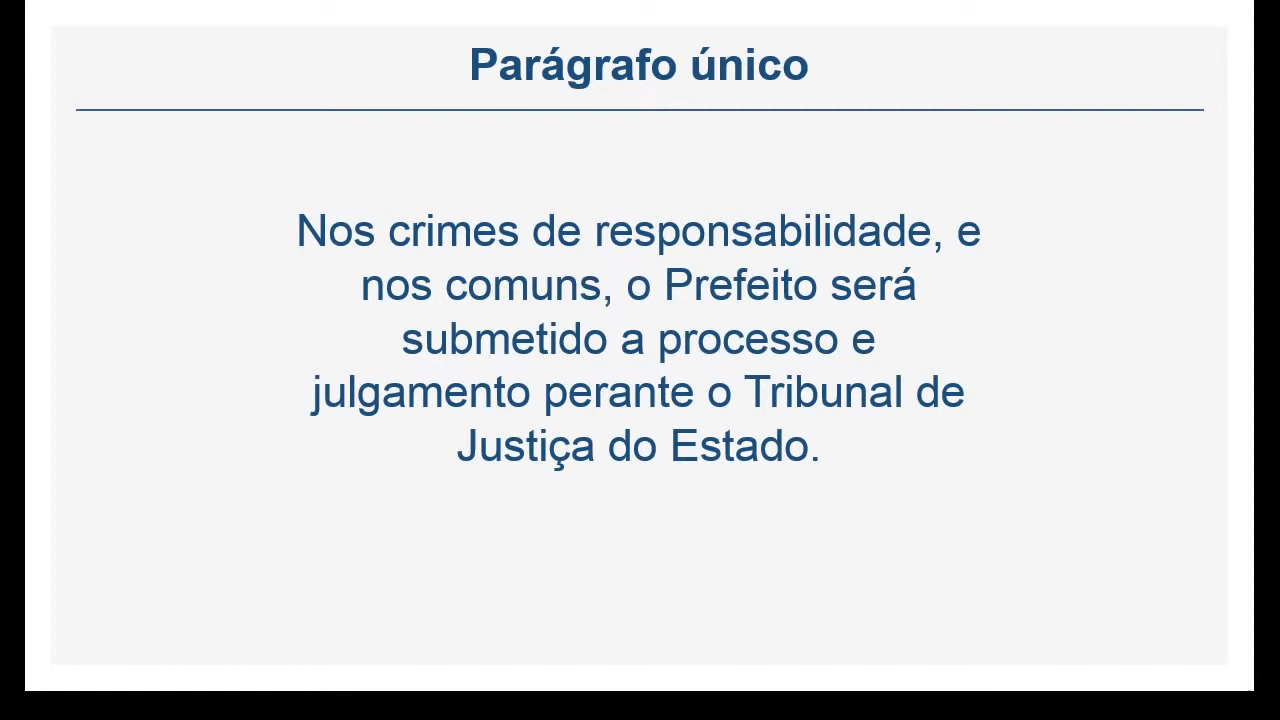 Parágrafo único
Nos crimes de responsabilidade, e
nos comuns, o Prefeito será
submetido a processo e
julgamento perante o Tribunal de
Justiça do Estado.